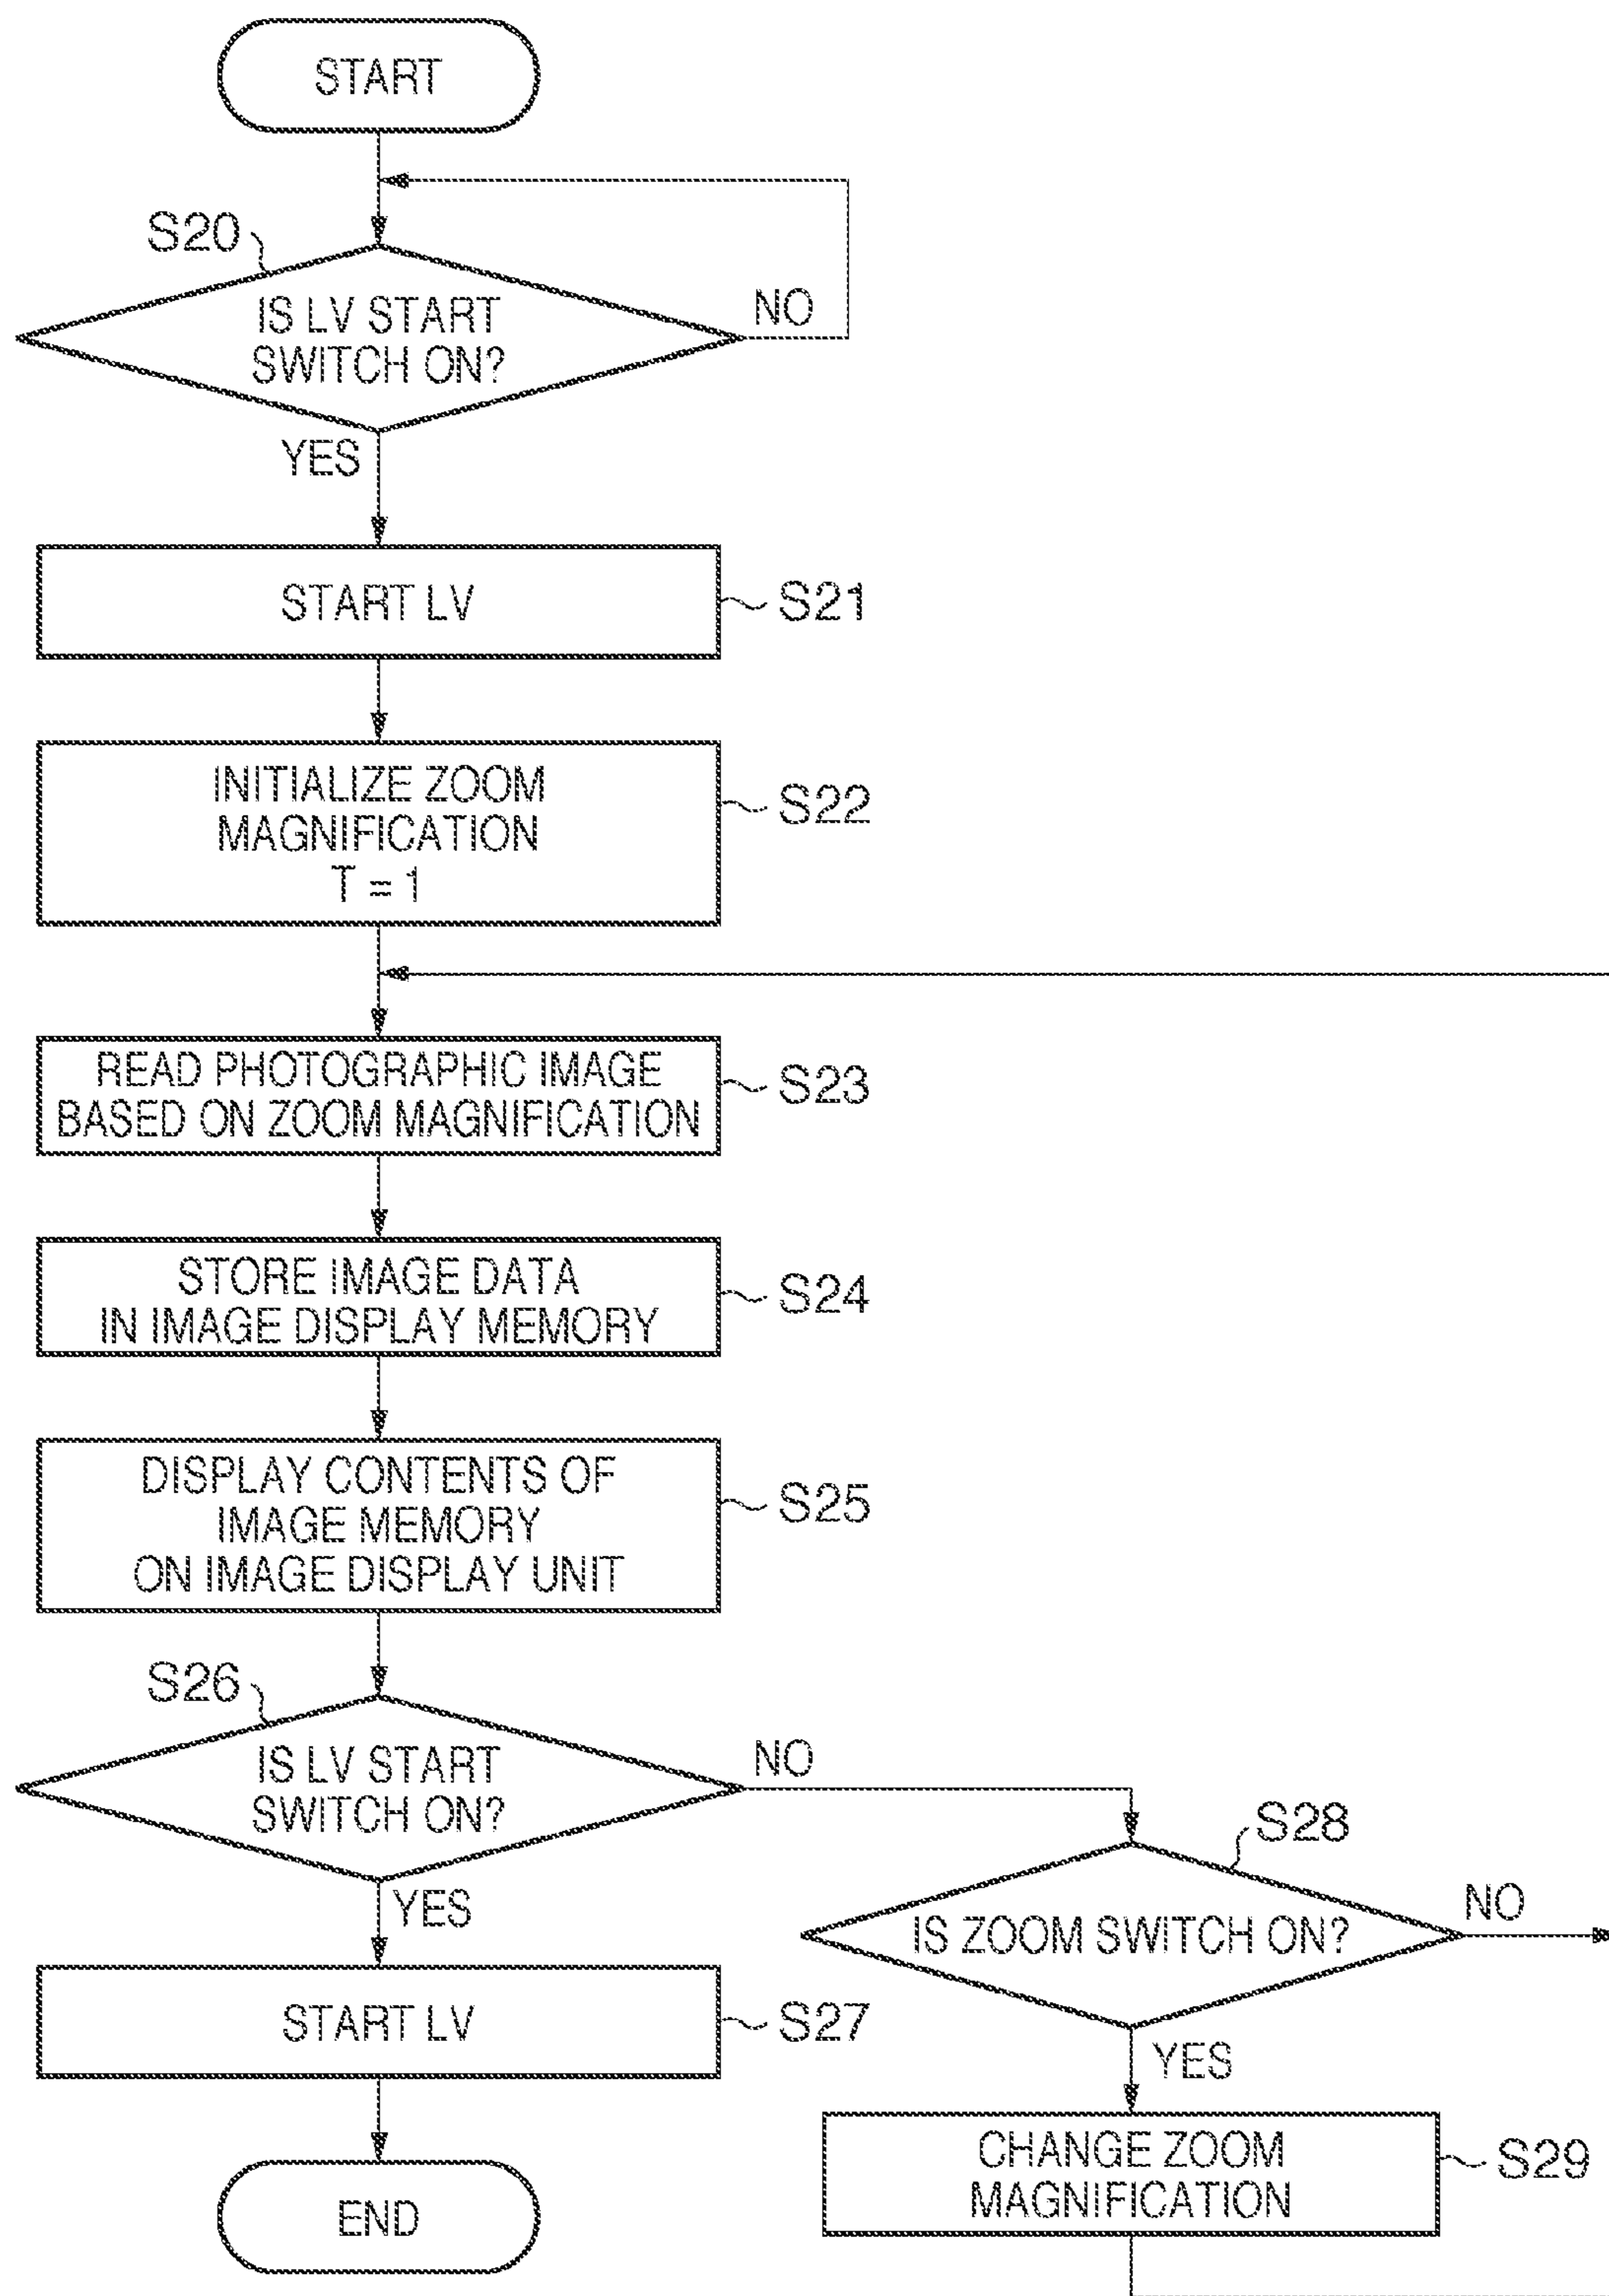 START
S20
IS LV START
SWITCH ON?
NO
YES
START LV
S21
INITIALIZE ZOOM
MAGNIFICATION
T = 1
S22
READ PHOTOGRAPHIC IMAGE
BASED ON ZOOM MAGNIFICATION
S23
STORE IMAGE DATA
IN IMAGE DISPLAY MEMORY
S24
DISPLAY CONTENTS OF
IMAGE MEMORY
ON IMAGE DISPLAY UNIT
S25
S26
IS LV START
SWITCH ON?
NO
YES
S28
IS ZOOM SWITCH ON?
NO
YES
START LV
S27
CHANGE ZOOM
MAGNIFICATION
S29
END